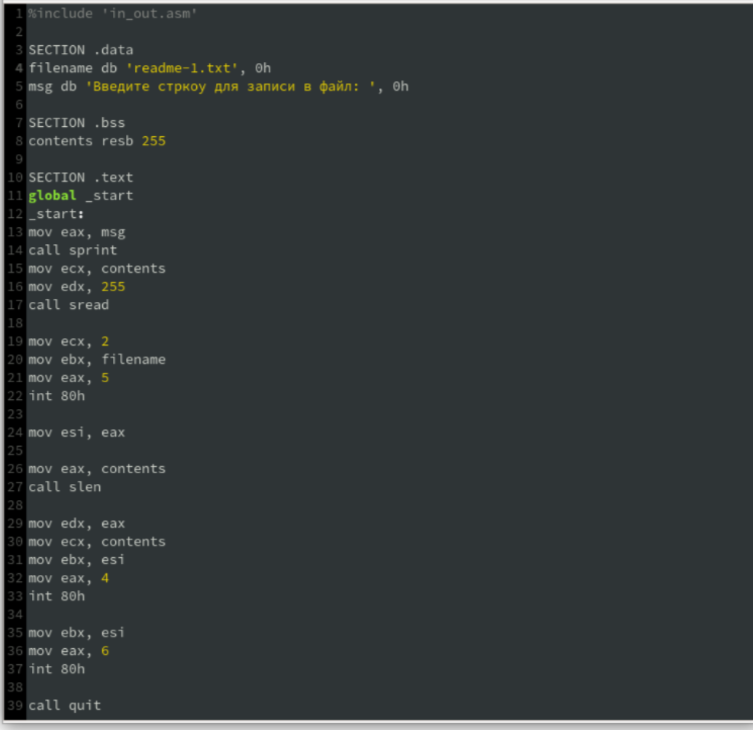 1 %include 'in_out.asm'
2
3 SECTION .data
4 filename db 'readme-1.txt', 0h
5 msg db 'Введите стркоу для записи в файл: ', 0h
6
7 SECTION .bss
8 contents resb 255
9
10 SECTION .text
11 global _start
12 _start:
13 mov eax, msg
14 call sprint
15 mov ecx, contents
16 mov edx, 255
17 call sread
18
19 mov ecx, 2
20 mov ebx, filename
21 mov eax, 5
22 int 80h
23
24 mov esi, eax
25
26 mov eax, contents
27 call slen
28
29 mov edx, eax
30 mov ecx, contents
31 mov ebx, esi
32 mov eax, 4
33 int 80h
34
35 mov ebx, esi
36 mov eax, 6
37 int 80h
38
39 call quit